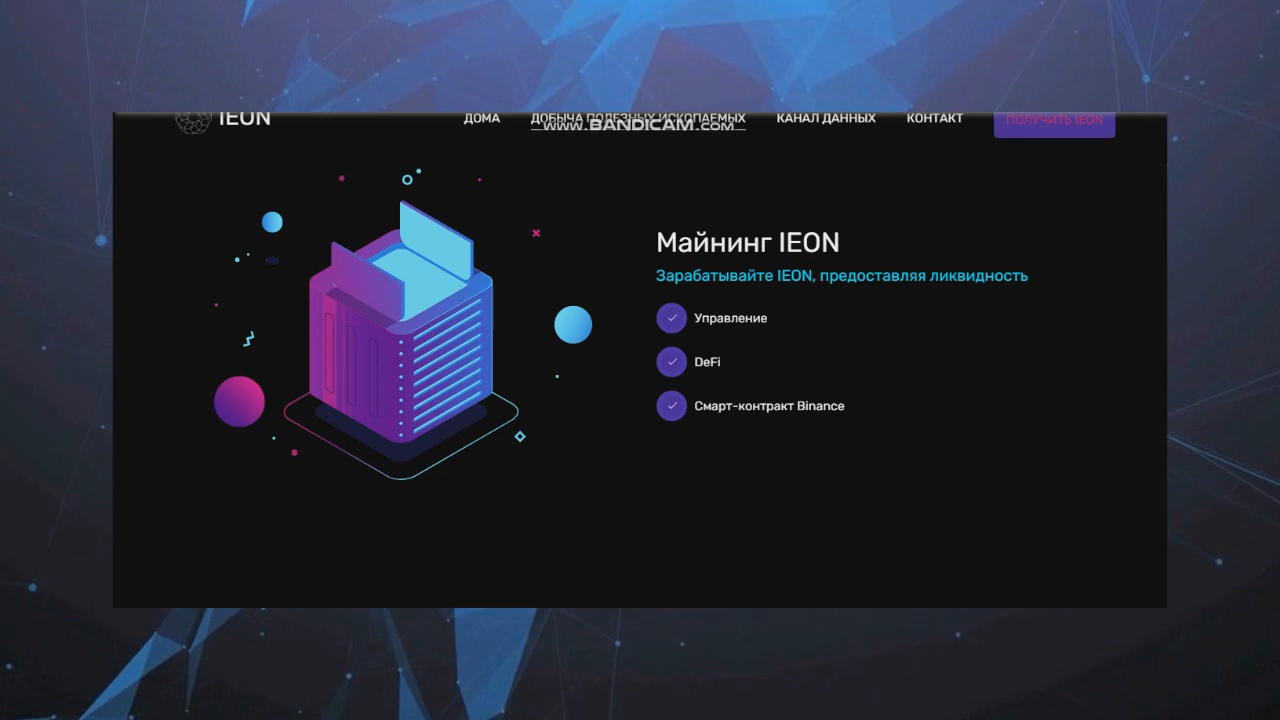 IEON
ДОМА
ДОБЫЧА ПОЛЕЗНЫХ ИСКОПАЕМЫХ
КАНАЛ ДАННЫХ
КОНТАКТ
ПОЛУЧИТЬ IEON
WWW.BANDICAM.COM
Майнинг IEON
Зарабатывайте IEON, предоставляя ликвидность
Управление
DeFi
Смарт-контракт Binance